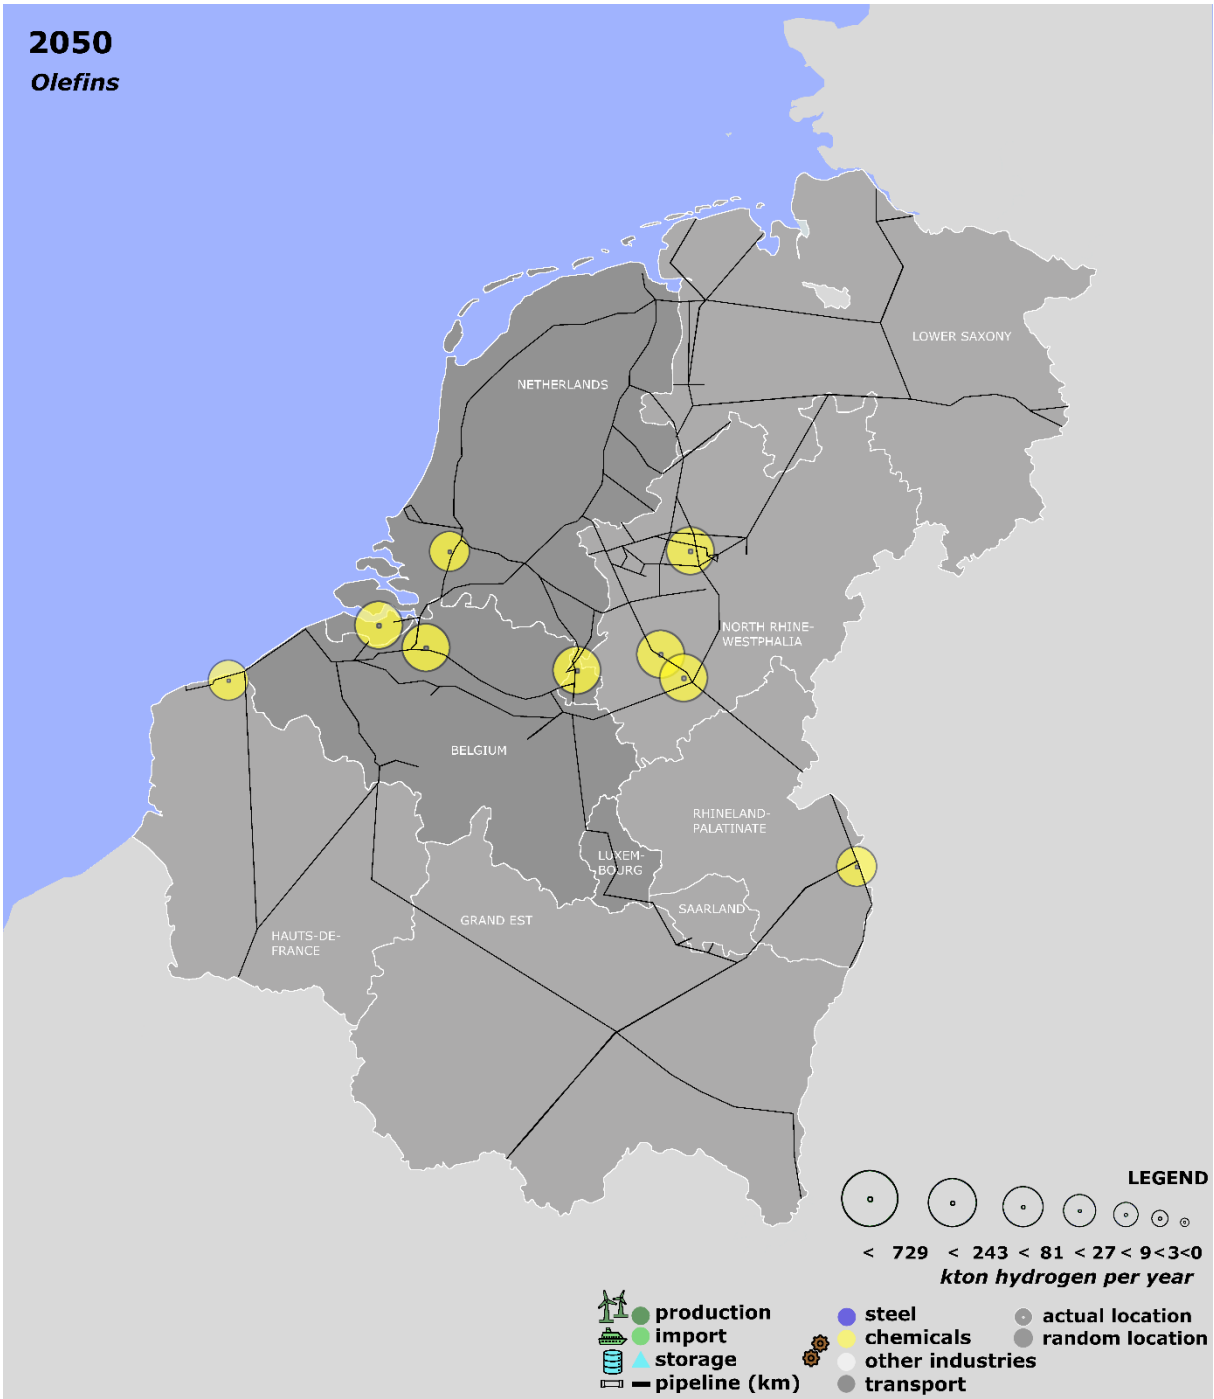 2050
Olefins
LOWER SAXONY
NETHERLANDS
NORTH RHINE-
WESTPHALIA
BELGIUM
RHINELAND-
PALATINATE
LUXEM-
BOURG
SAARLAND
GRAND EST
HAUTS-DE-
FRANCE
LEGEND
< 729 < 243 < 81 < 27 < 9 <3<0
kton hydrogen per year
production
import
storage
pipeline (km)
steel
chemicals
other industries
transport
actual location
random location